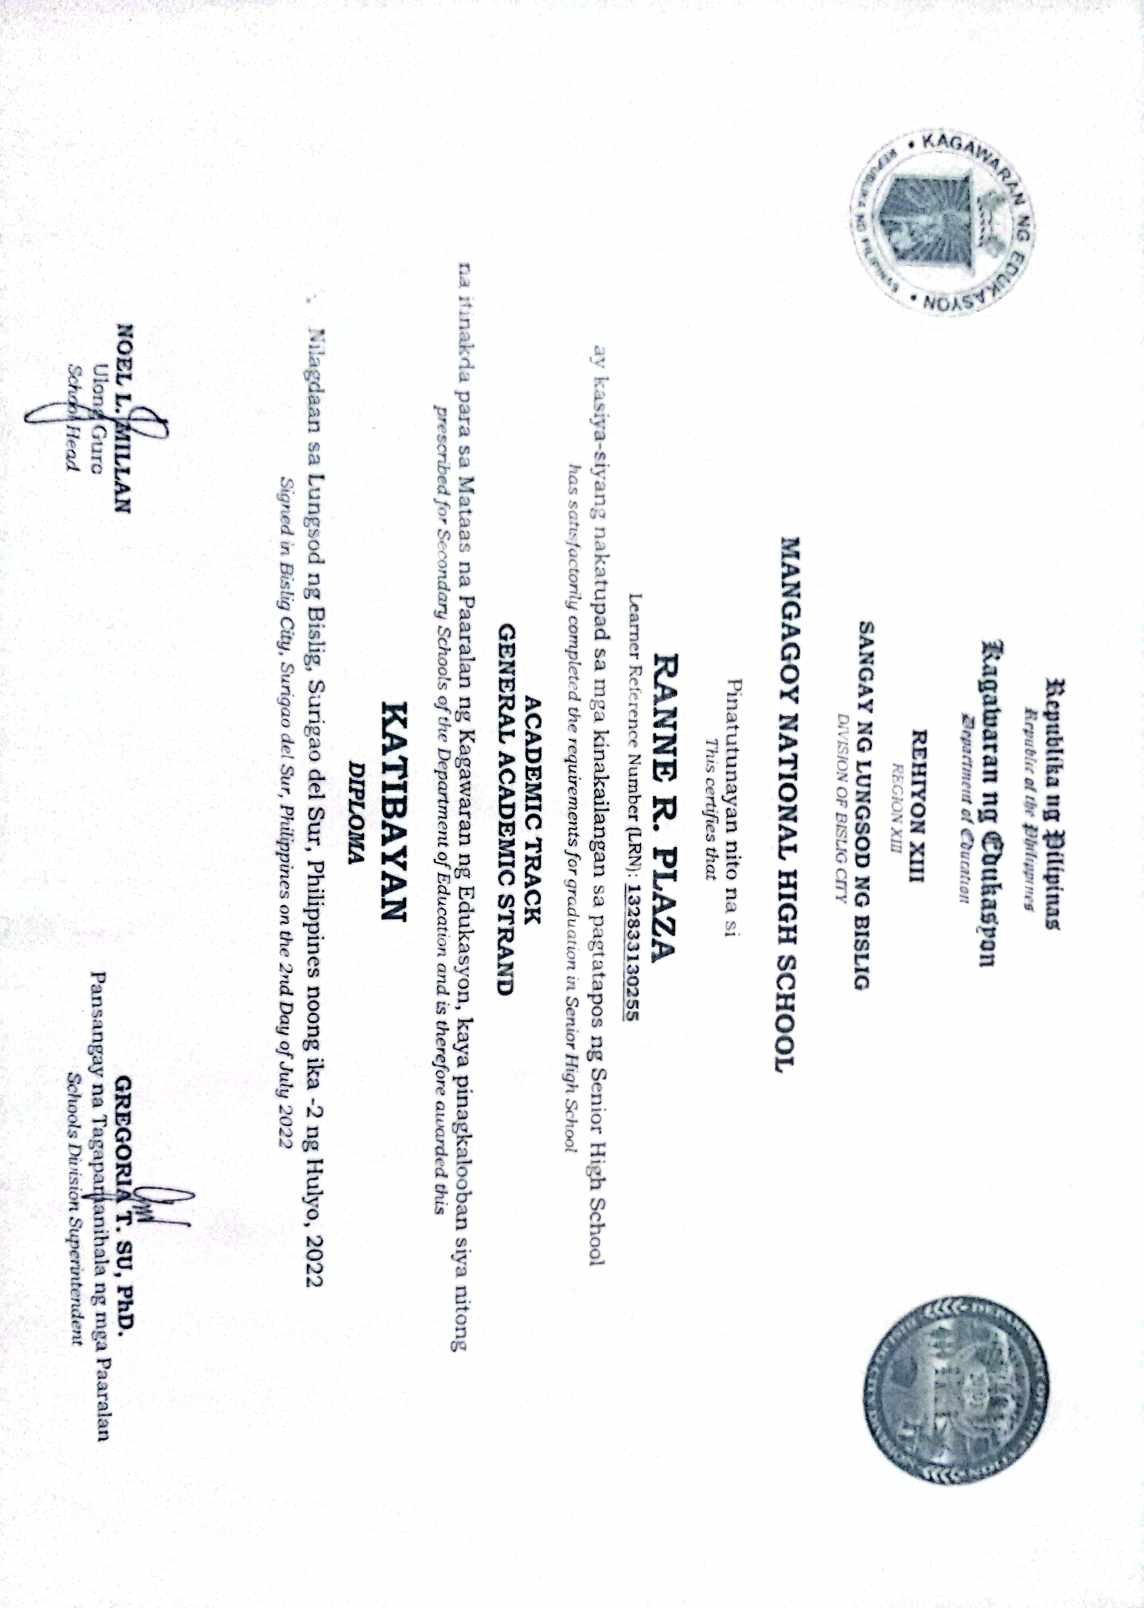 Republika ng Pilipinas
Republic of the Philippines
Kagawaran ng Edukasyon
Department of Education
REHIYON XIII
REGION XIII
SANGAY NG LUNGSOD NG BISLIG
DIVISION OF BISLIG CITY
MANGAGOY NATIONAL HIGH SCHOOL
Pinatutunayan nito na si
This certifies that
RANNE R. PLAZA
Learner Reference Number (LRN): 132833130255
ay kasiya-siyang nakatupad sa mga kinakailangan sa pagtatapos ng Senior High School
has satisfactorily completed the requirements for graduation in Senior High School
ACADEMIC TRACK
GENERAL ACADEMIC STRAND
na itinakda para sa Mataas na Paaralan ng Kagawaran ng Edukasyon, kaya pinagkalooban siya nitong
prescribed for Secondary Schools of the Department of Education and is therefore awarded this
KATIBAYAN
DIPLOMA
Nilagdaan sa Lungsod ng Bislig, Surigao del Sur, Philippines noong ika -2 ng Hulyo, 2022
Signed in Bislig City, Surigao del Sur, Philippines on the 2nd Day of July 2022
NOEL L. MILLAN
Ulong Guro
School Head
GREGORIA T. SU, PhD.
Pansangay na Tagapamanihala ng mga Paaralan
Schools Division Superintendent
KAGAWARAN NG EDUKASYON
REPUBLIKA NG PILIPINAS
DEPARTMENT OF EDUCATION